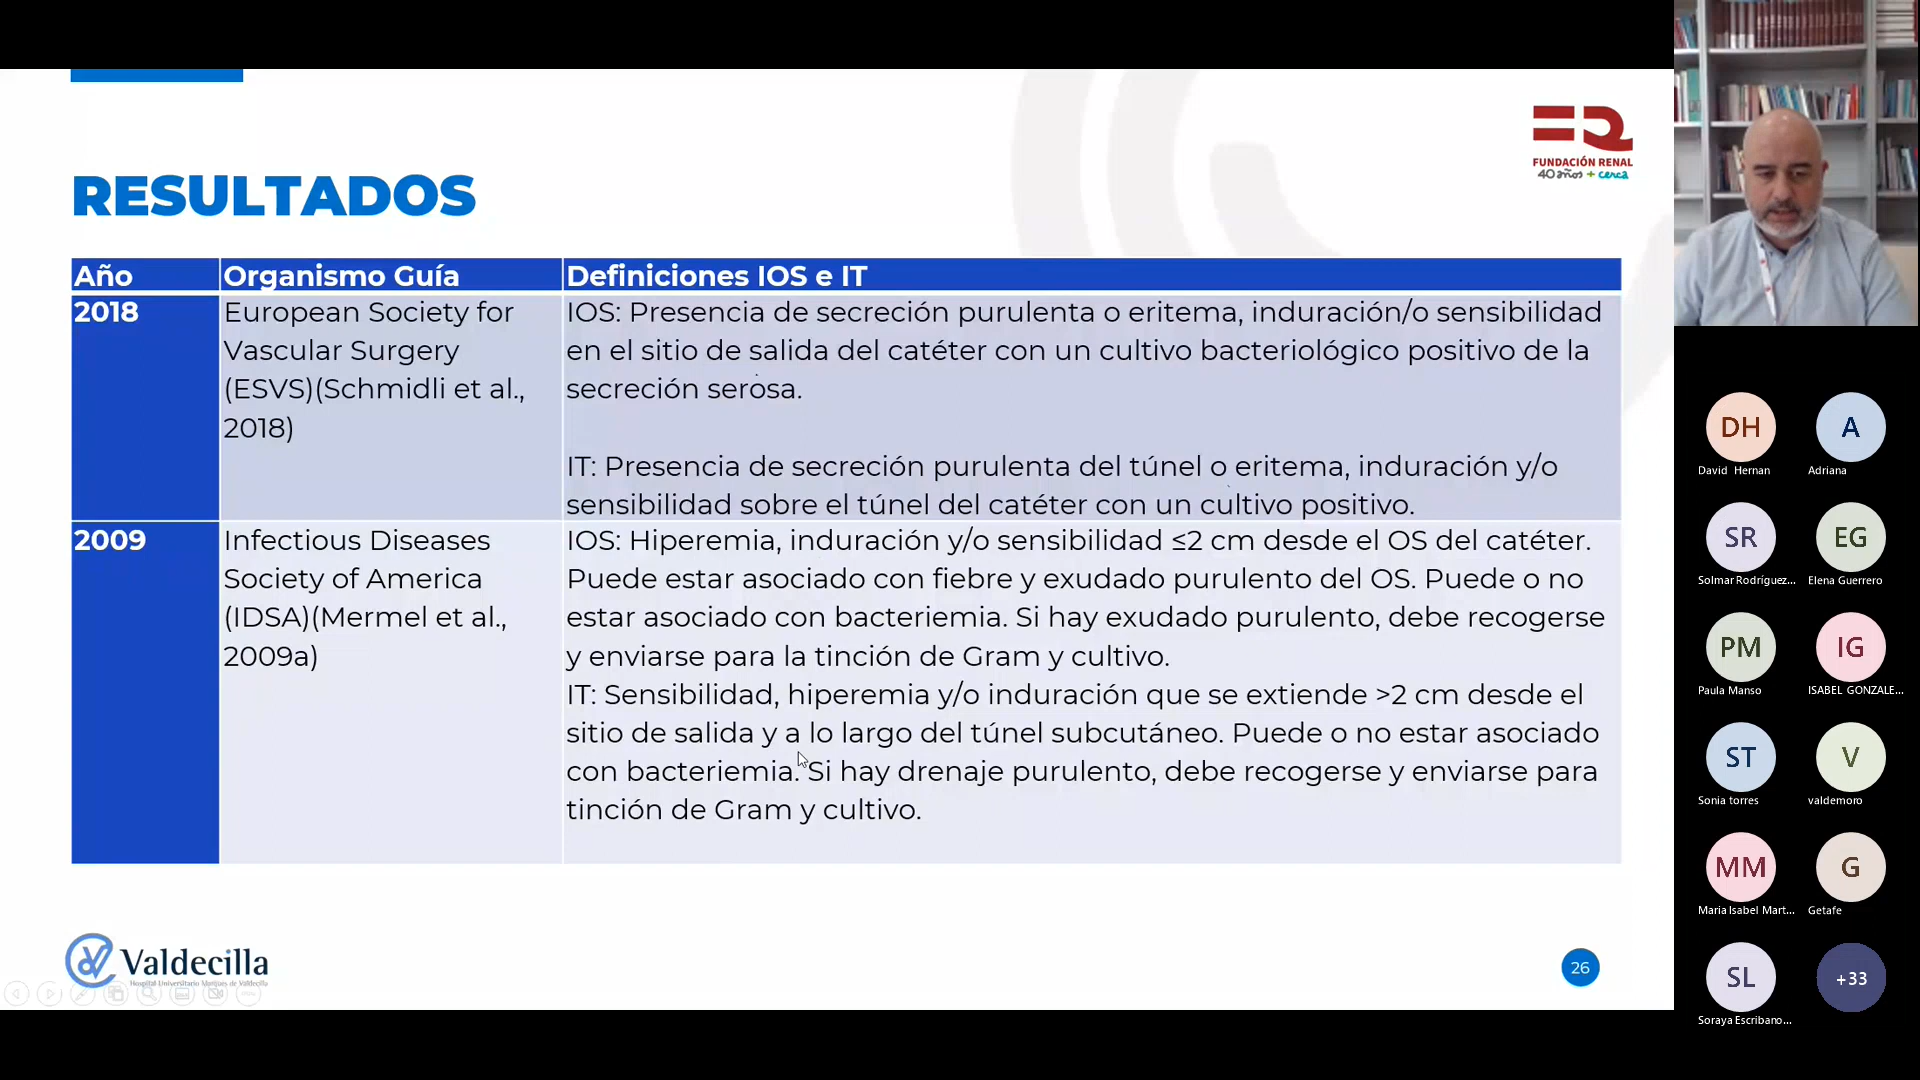 FUNDACIÓN RENAL
40 años + cerca
RESULTADOS
Año
Organismo Guía
Definiciones IOS e IT
2018
European Society for
Vascular Surgery
(ESVS)(Schmidli et al.,
2018)
IOS: Presencia de secreción purulenta o eritema, induración/o sensibilidad
en el sitio de salida del catéter con un cultivo bacteriológico positivo de la
secreción serosa.
IT: Presencia de secreción purulenta del túnel o eritema, induración y/o
sensibilidad sobre el túnel del catéter con un cultivo positivo.
2009
Infectious Diseases
Society of America
(IDSA)(Mermel et al.,
2009a)
IOS: Hiperemia, induración y/o sensibilidad ≤2 cm desde el OS del catéter.
Puede estar asociado con fiebre y exudado purulento del OS. Puede o no
estar asociado con bacteriemia. Si hay exudado purulento, debe recogerse
y enviarse para la tinción de Gram y cultivo.
IT: Sensibilidad, hiperemia y/o induración que se extiende >2 cm desde el
sitio de salida y a lo largo del túnel subcutáneo. Puede o no estar asociado
con bacteriemia. Si hay drenaje purulento, debe recogerse y enviarse para
tinción de Gram y cultivo.
Valdecilla
Hospital Universitario Marqués de Valdecilla
26
DH
David Hernan
A
Adriana
SR
Solmar Rodríguez...
EG
Elena Guerrero
PM
Paula Manso
IG
ISABEL GONZALE...
ST
Sonia torres
V
valdemoro
MM
Maria Isabel Mart...
G
Getafe
SL
Soraya Escribano...
+33